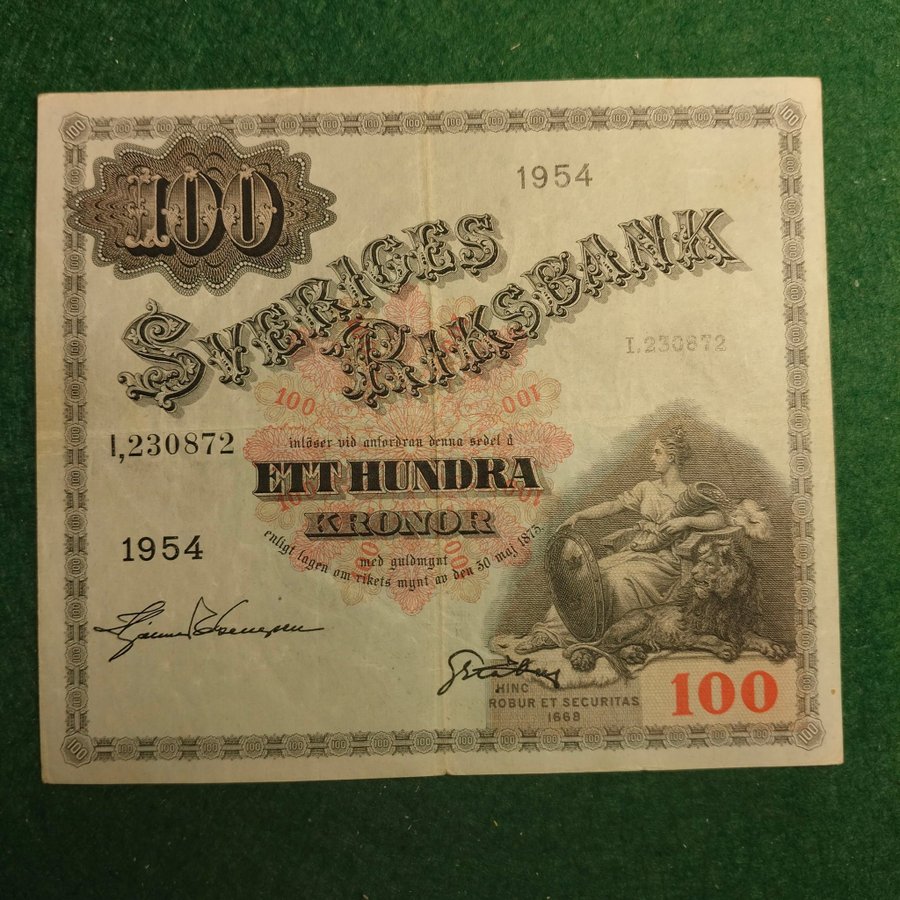 100
1954
SVERIGES
RIKSBANK
I,230872
100 100
I,230872
inlöser vid anfordran denna sedel å
ETT HUNDRA
KRONOR
med guldmynt
enligt lagen om rikets mynt av den 30 maj 1873
1954
HINC
ROBUR ET SECURITAS
1668
100